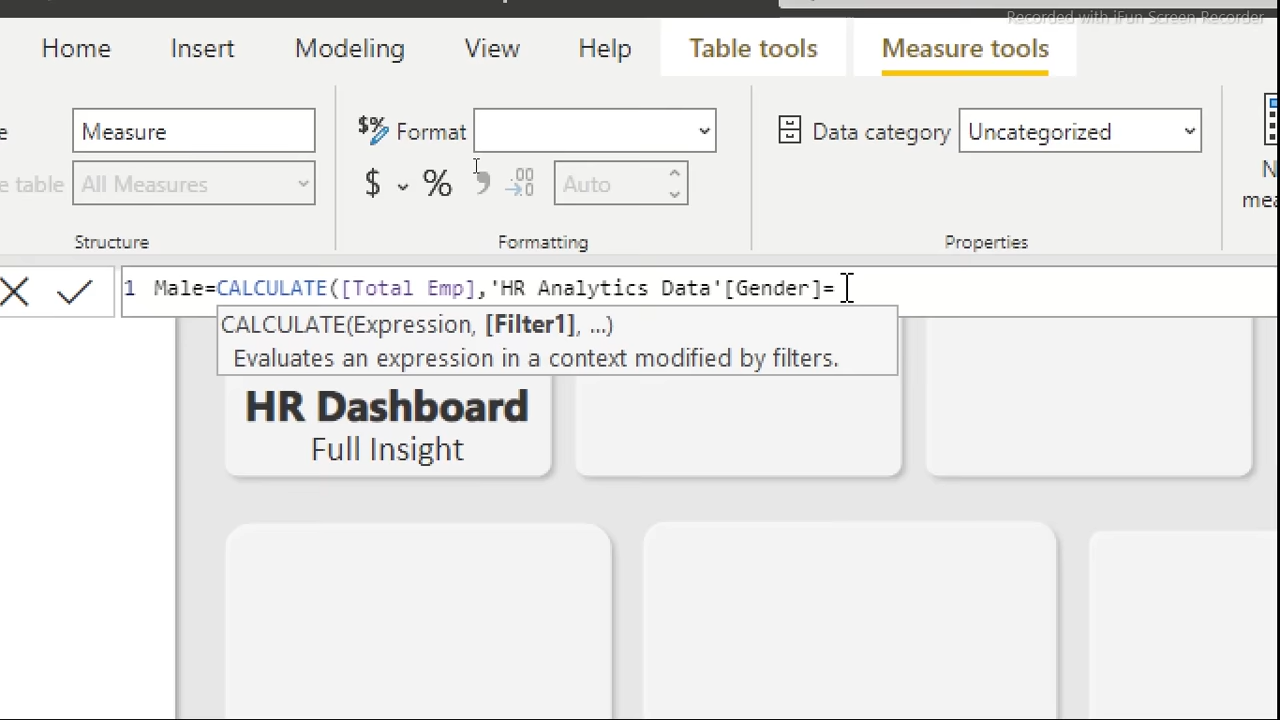 Recorded with iFun Screen Recorder
Home Insert Modeling View Help Table tools Measure tools
Measure $% Format Data category Uncategorized
All Measures $ % .00 →.0 Auto
Structure Formatting Properties
1 Male=CALCULATE([Total Emp],'HR Analytics Data'[Gender]=
CALCULATE(Expression, [Filter1], ...)
Evaluates an expression in a context modified by filters.
HR Dashboard
Full Insight